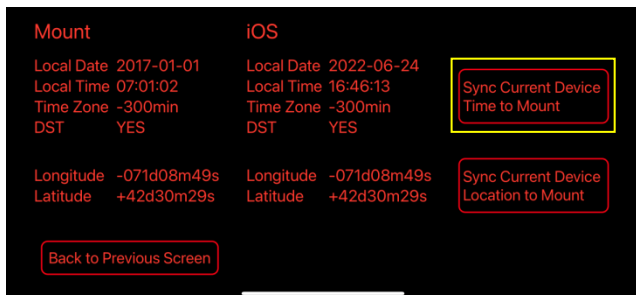 Mount
Local Date 2017-01-01
Local Time 07:01:02
Time Zone -300min
DST YES
Longitude -071d08m49s
Latitude +42d30m29s
iOS
Local Date 2022-06-24
Local Time 16:46:13
Time Zone -300min
DST YES
Longitude -071d08m49s
Latitude +42d30m29s
Sync Current Device
Time to Mount
Sync Current Device
Location to Mount
Back to Previous Screen